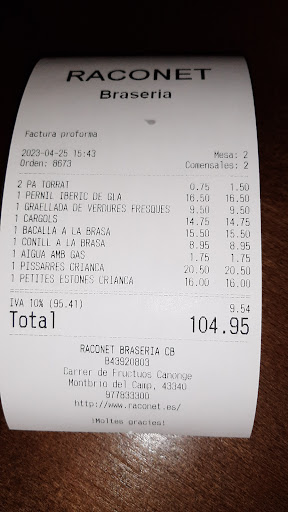 RACONET
Braseria
Factura proforma
2023-04-25 15:43 Mesa: 2
Orden: 8673 Comensales: 2
2 PA TORRAT 0.75 1.50
1 PERNIL IBERIC DE GLA 16.50 16.50
1 GRAELLADA DE VERDURES FRESQUES 9.50 9.50
1 CARGOLS 14.75 14.75
1 BACALLA A LA BRASA 15.50 15.50
1 CONILL A LA BRASA 8.95 8.95
1 AIGUA AMB GAS 1.75 1.75
1 PISSARRES CRIANCA 20.50 20.50
1 PETITES ESTONES CRIANCA 16.00 16.00
IVA 10% (95.41) 9.54
Total 104.95
RACONET BRASERIA CB
B43920803
Carrer de Fructuos Canonge
Montbrio del Camp, 43340
977833300
http://www.raconet.es/
¡Moltes gracies!